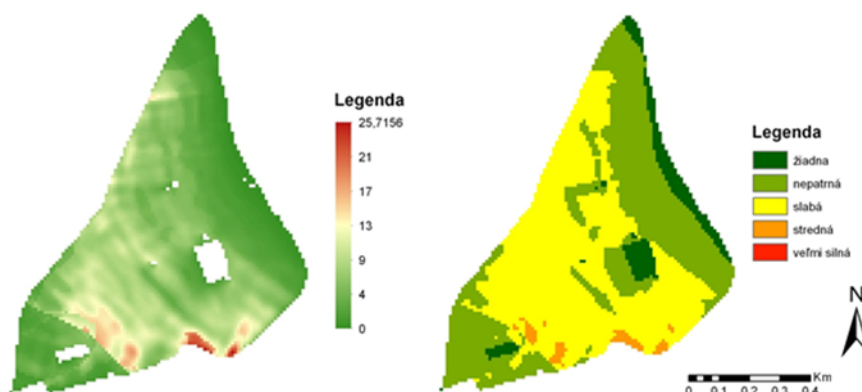 Legenda
25,7156
21
17
13
9
4
0
Legenda
žiadna
nepatrná
slabá
stredná
veľmi silná
N
Km
0 0.1 0.2 0.3 0.4